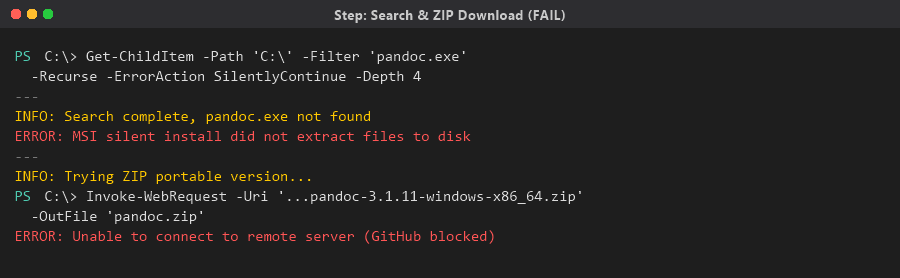 Step: Search & ZIP Download (FAIL)
PS C:\> Get-ChildItem -Path 'C:\' -Filter 'pandoc.exe'
-Recurse -ErrorAction SilentlyContinue -Depth 4
---
INFO: Search complete, pandoc.exe not found
ERROR: MSI silent install did not extract files to disk
---
INFO: Trying ZIP portable version...
PS C:\> Invoke-WebRequest -Uri '...pandoc-3.1.11-windows-x86_64.zip'
-OutFile 'pandoc.zip'
ERROR: Unable to connect to remote server (GitHub blocked)